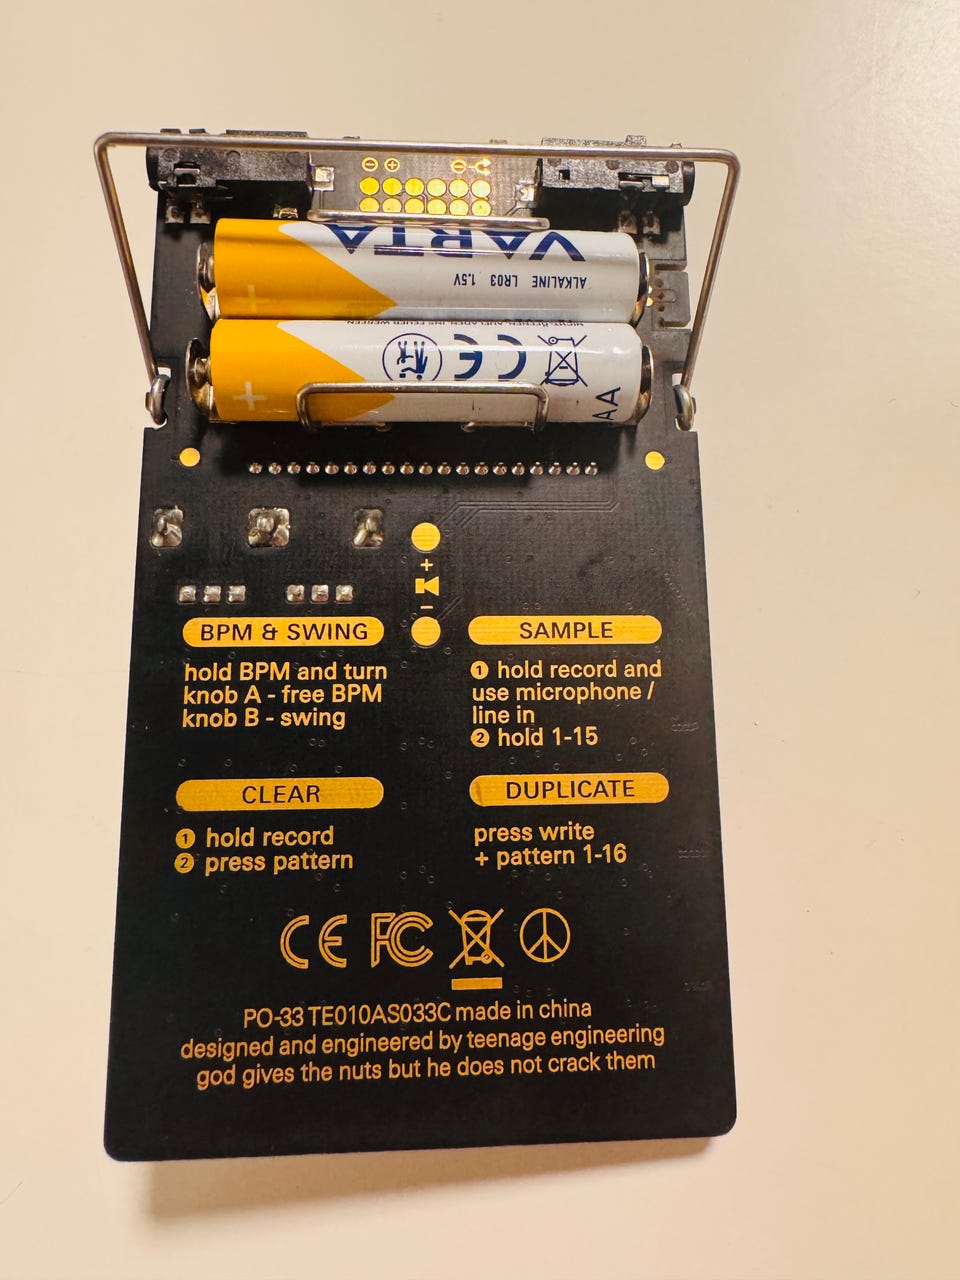 VARTA
ALKALINE LR03 1.5V
CE
AA
+
−
BPM & SWING
hold BPM and turn
knob A - free BPM
knob B - swing
SAMPLE
1 hold record and
use microphone /
line in
2 hold 1-15
CLEAR
1 hold record
2 press pattern
DUPLICATE
press write
+ pattern 1-16
CE FC
PO-33 TE010AS033C made in china
designed and engineered by teenage engineering
god gives the nuts but he does not crack them